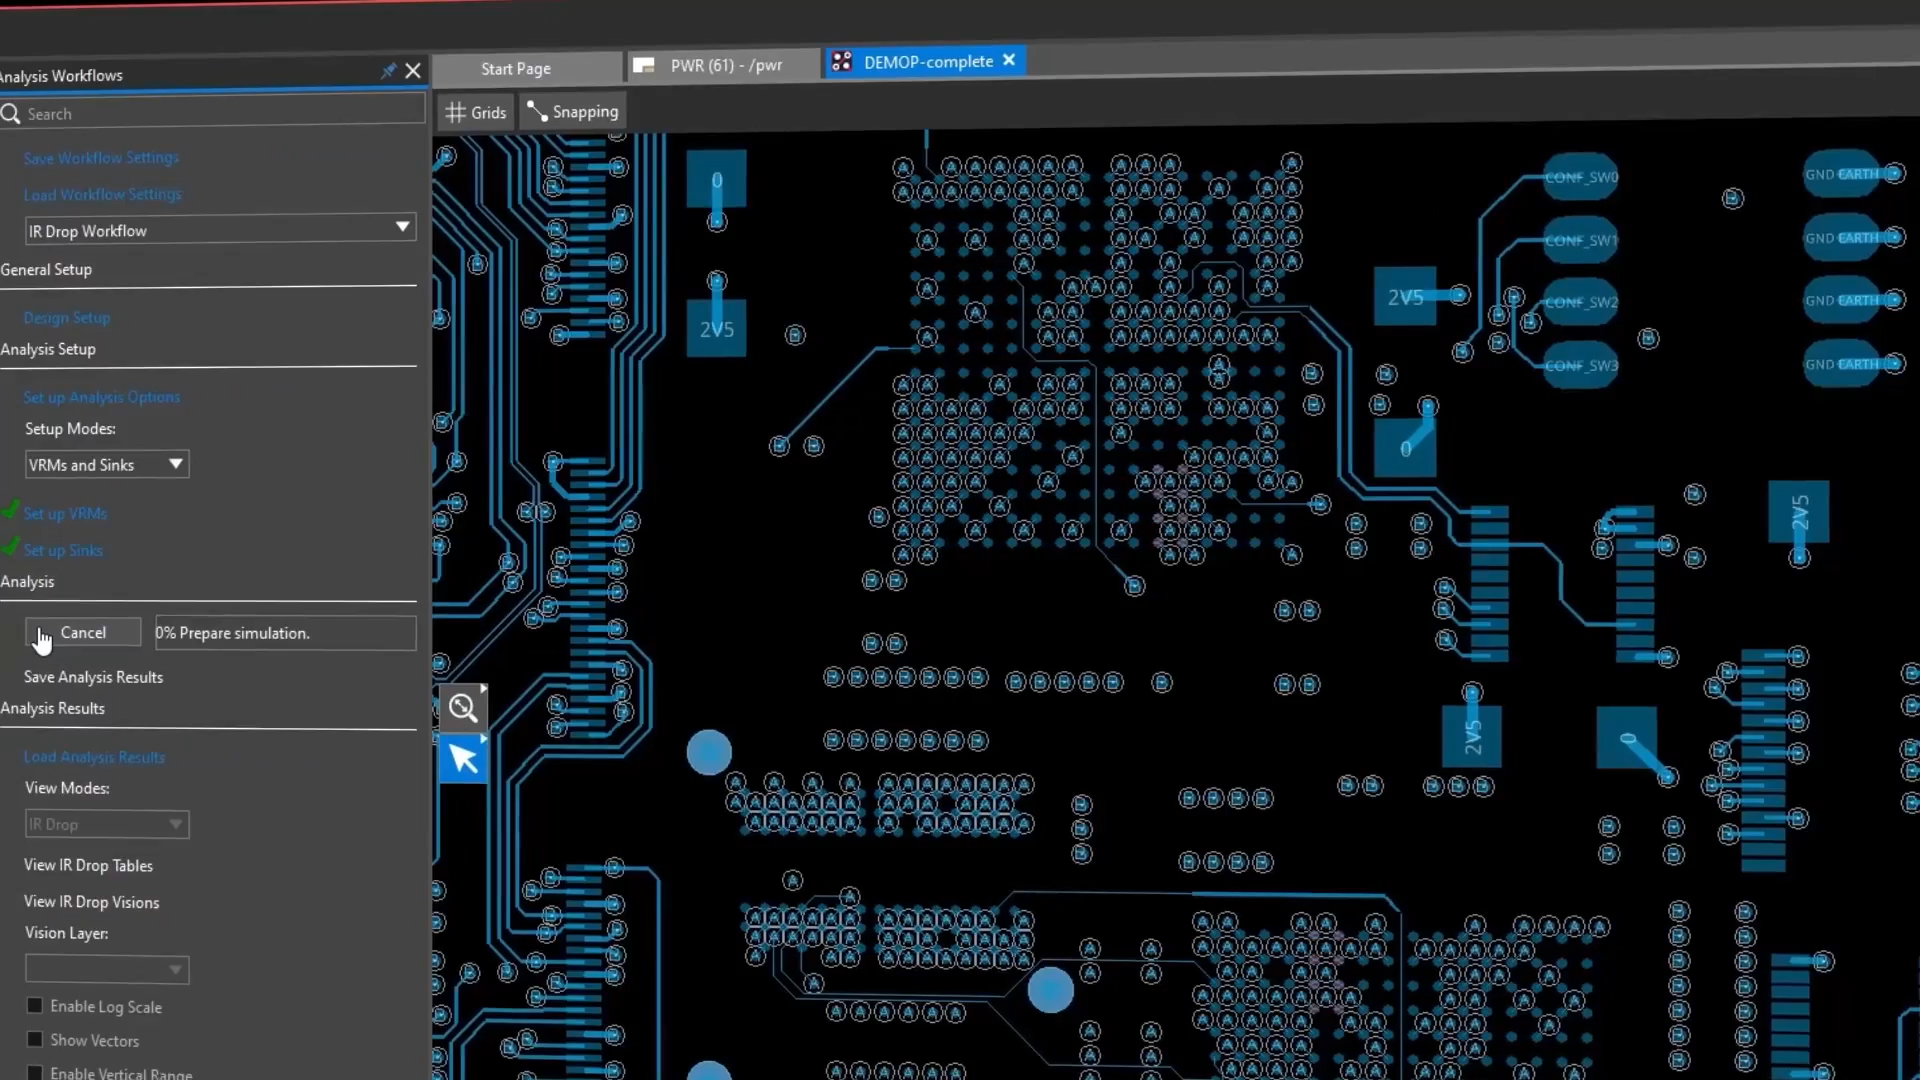 Analysis Workflows
Start Page
PWR (61) - /pwr
DEMOP-complete
Search
Grids
Snapping
Save Workflow Settings
Load Workflow Settings
IR Drop Workflow
General Setup
Design Setup
Analysis Setup
Set up Analysis Options
Setup Modes:
VRMs and Sinks
Set up VRMs
Set up Sinks
Analysis
Cancel
0% Prepare simulation.
Save Analysis Results
Analysis Results
Load Analysis Results
View Modes:
IR Drop
View IR Drop Tables
View IR Drop Visions
Vision Layer:
Enable Log Scale
Show Vectors
Enable Vertical Range
0
2V5
2V5
0
CONF_SW0
CONF_SW1
CONF_SW2
CONF_SW3
GND EARTH
GND EARTH
GND EARTH
GND EARTH
2V5
2V5
0